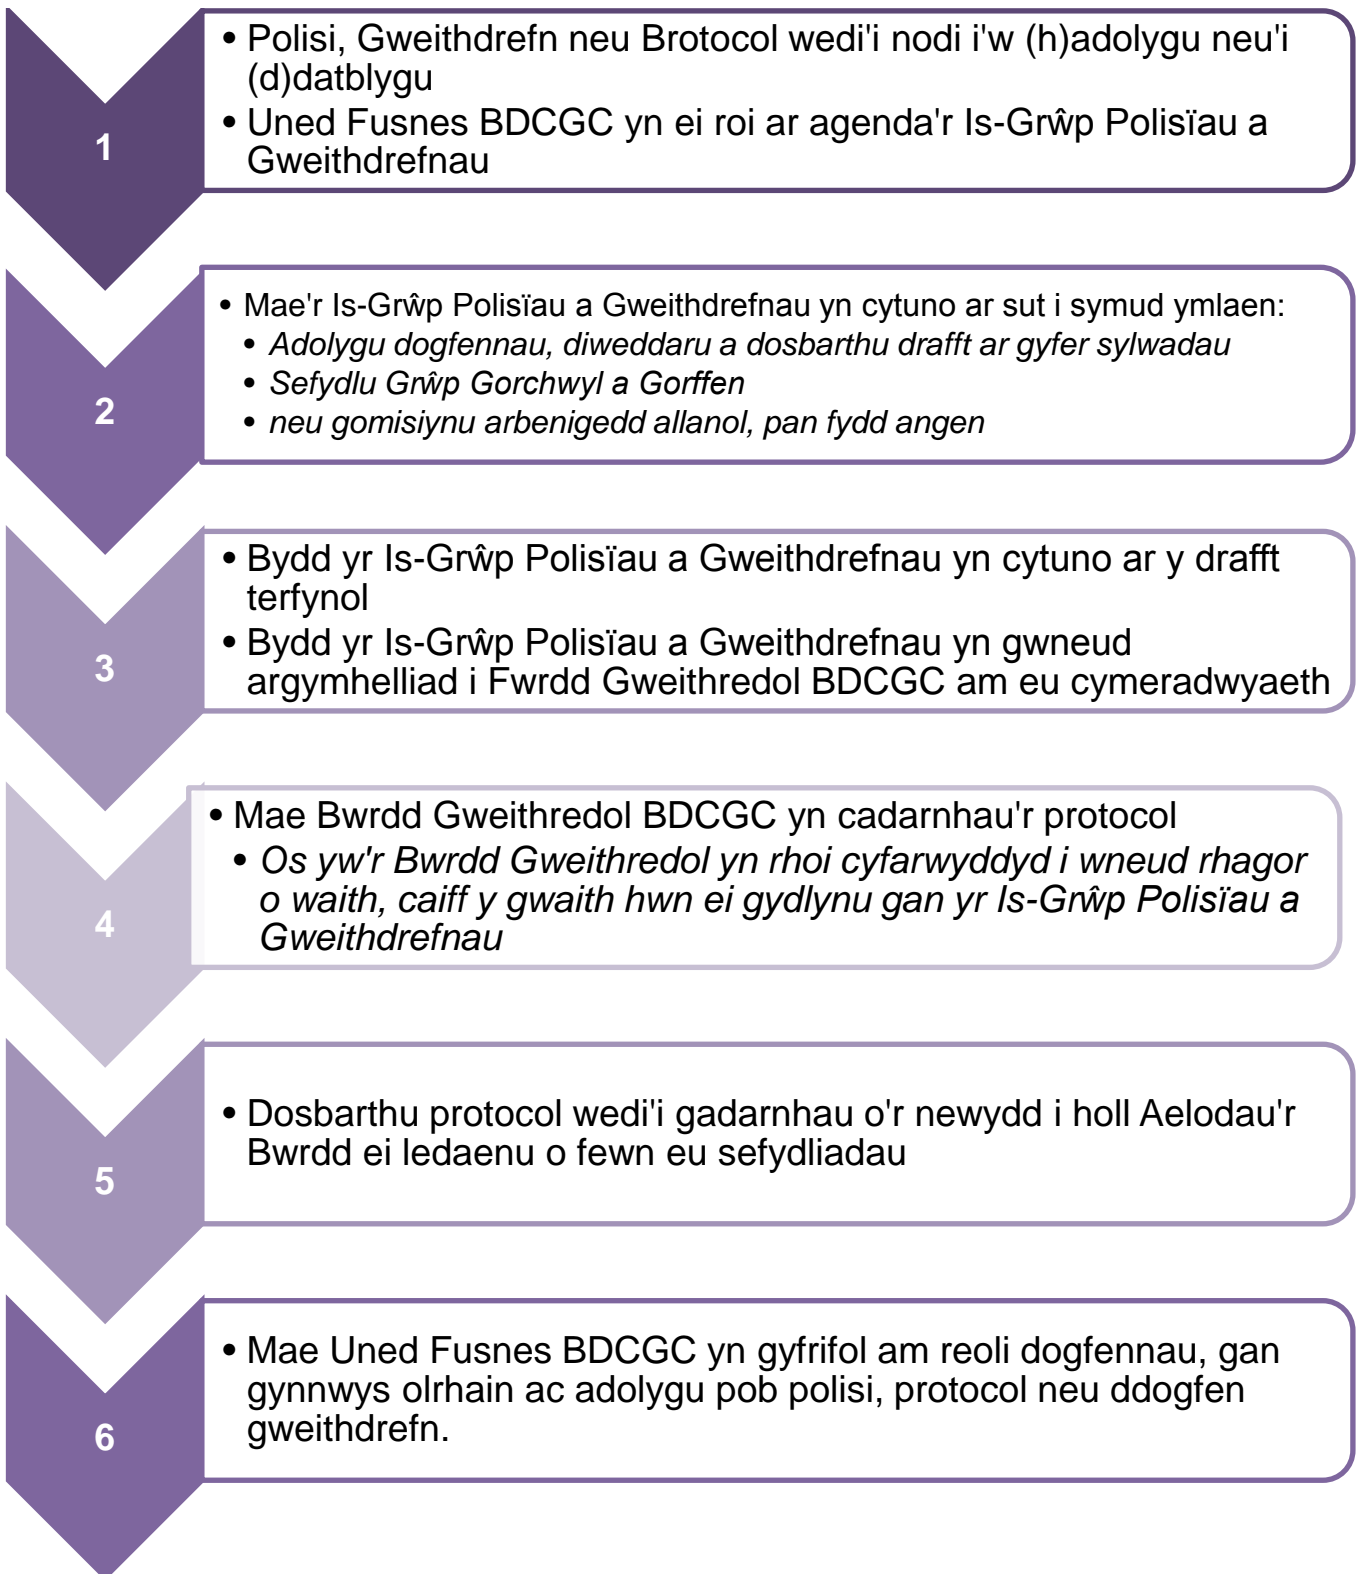 1
• Polisi, Gweithdrefn neu Brotocol wedi'i nodi i'w (h)adolygu neu'i
(d)datblygu
• Uned Fusnes BDCGC yn ei roi ar agenda'r Is-Grŵp Polisïau a
Gweithdrefnau
2
• Mae'r Is-Grŵp Polisïau a Gweithdrefnau yn cytuno ar sut i symud ymlaen:
• Adolygu dogfennau, diweddaru a dosbarthu drafft ar gyfer sylwadau
• Sefydlu Grŵp Gorchwyl a Gorffen
• neu gomisiynu arbenigedd allanol, pan fydd angen
3
• Bydd yr Is-Grŵp Polisïau a Gweithdrefnau yn cytuno ar y drafft
terfynol
• Bydd yr Is-Grŵp Polisïau a Gweithdrefnau yn gwneud
argymhelliad i Fwrdd Gweithredol BDCGC am eu cymeradwyaeth
4
• Mae Bwrdd Gweithredol BDCGC yn cadarnhau'r protocol
• Os yw'r Bwrdd Gweithredol yn rhoi cyfarwyddyd i wneud rhagor
o waith, caiff y gwaith hwn ei gydlynu gan yr Is-Grŵp Polisïau a
Gweithdrefnau
5
• Dosbarthu protocol wedi'i gadarnhau o'r newydd i holl Aelodau'r
Bwrdd ei ledaenu o fewn eu sefydliadau
6
• Mae Uned Fusnes BDCGC yn gyfrifol am reoli dogfennau, gan
gynnwys olrhain ac adolygu pob polisi, protocol neu ddogfen
gweithdrefn.